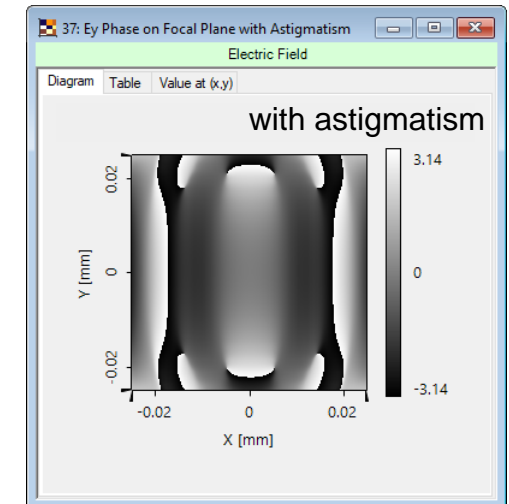 37: Ey Phase on Focal Plane with Astigmatism
Electric Field
Diagram Table Value at (x,y)
with astigmatism
3.14
0.02
Y [mm]
0
0
-0.02
-3.14
-0.02 0 0.02
X [mm]